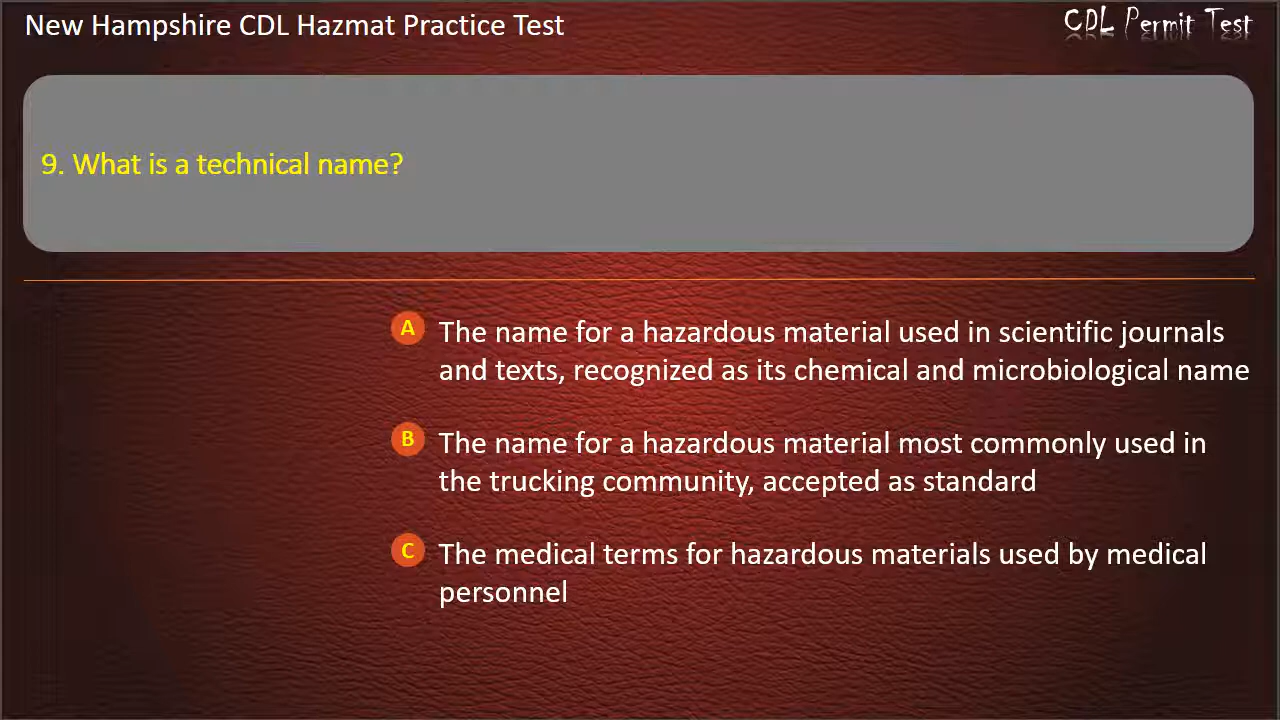 New Hampshire CDL Hazmat Practice Test
CDL Permit Test
9. What is a technical name?
A The name for a hazardous material used in scientific journals
and texts, recognized as its chemical and microbiological name
B The name for a hazardous material most commonly used in
the trucking community, accepted as standard
C The medical terms for hazardous materials used by medical
personnel